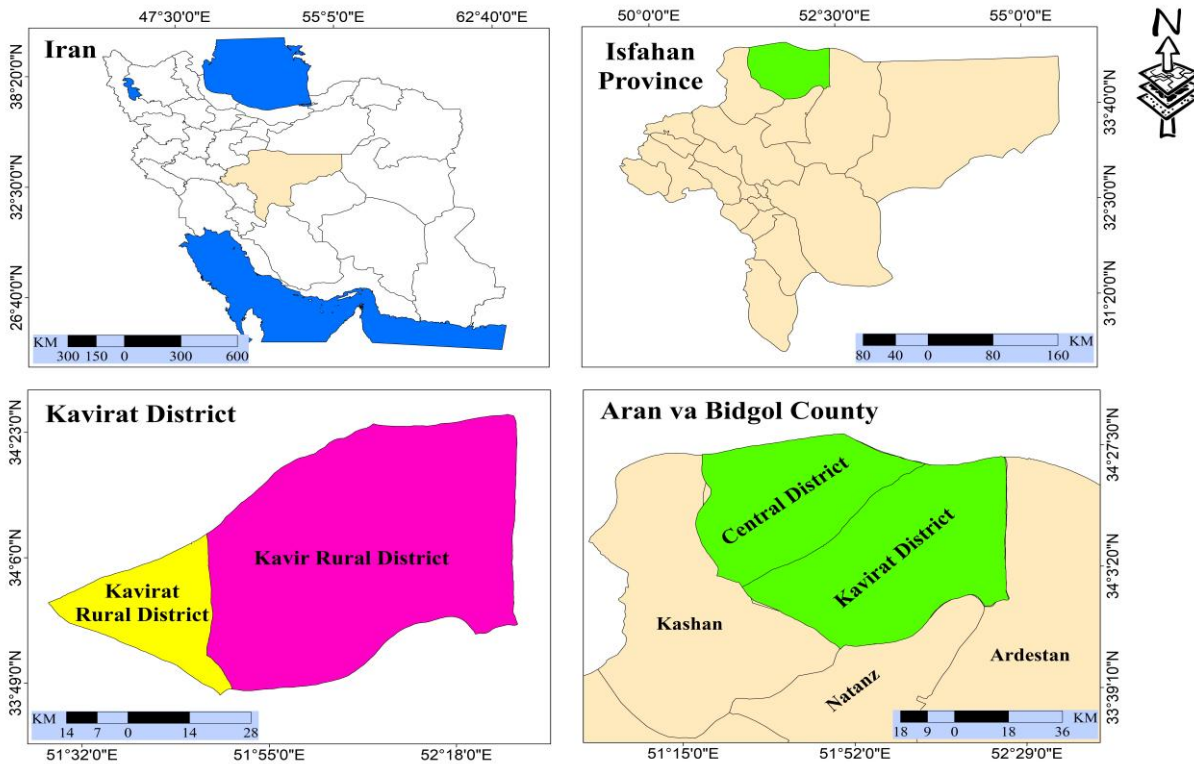 47°30'0"E 55°5'0"E 62°40'0"E
Iran
38°20'0"N
32°30'0"N
26°40'0"N
KM
300 150 0 300 600
50°0'0"E 52°30'0"E 55°0'0"E
Isfahan
Province
33°40'0"N
32°30'0"N
31°20'0"N
KM
80 40 0 80 160
N
Kavirat District
34°23'0"N
34°6'0"N
33°49'0"N
Kavir Rural District
Kavirat
Rural District
KM
14 7 0 14 28
51°32'0"E 51°55'0"E 52°18'0"E
Aran va Bidgol County
34°27'30"N
34°3'20"N
33°39'10"N
Central District
Kavirat District
Kashan
Ardestan
Natanz
KM
18 9 0 18 36
51°15'0"E 51°52'0"E 52°29'0"E